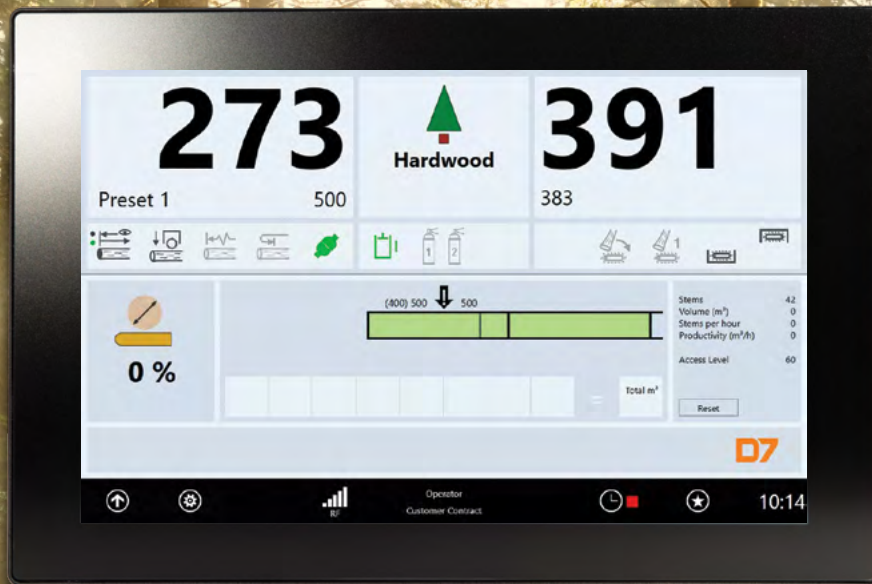 273
Preset 1 500
Hardwood
391
383
1 2
1
(400) 500 500
0 %
Stems 42
Volume (m³) 0
Stems per hour 0
Productivity (m³/h) 0
Access Level 60
Total m³
=
Reset
D7
RF
Operator
Customer Contract
10:14